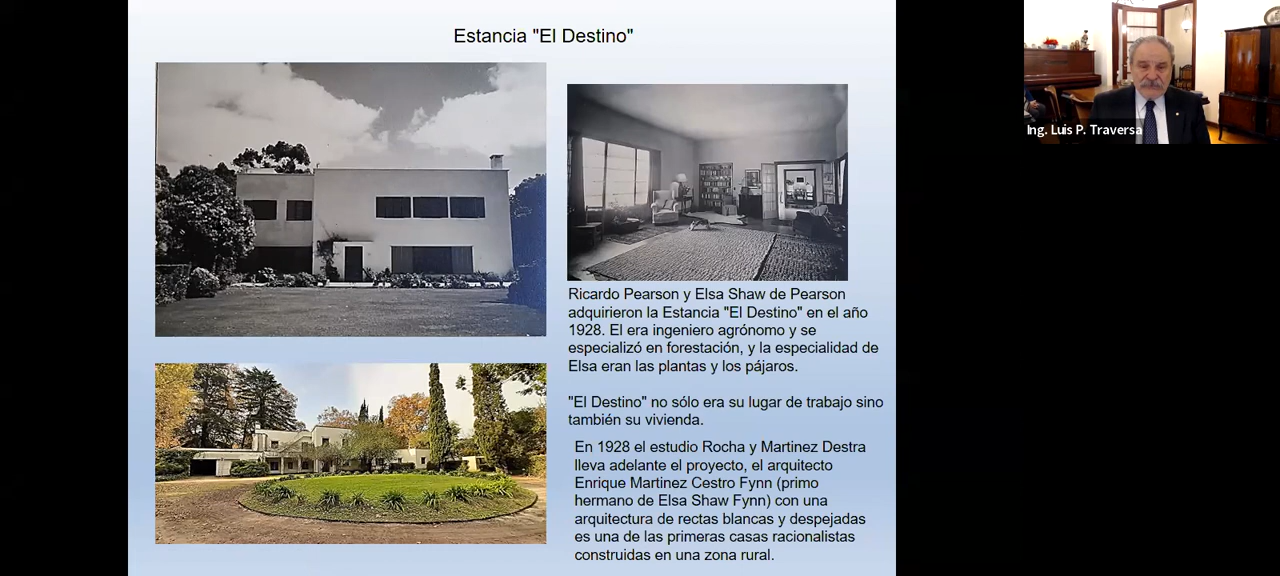 Estancia "El Destino"
Ing. Luis P. Traversa
Ricardo Pearson y Elsa Shaw de Pearson
adquirieron la Estancia "El Destino" en el año
1928. El era ingeniero agrónomo y se
especializó en forestación, y la especialidad de
Elsa eran las plantas y los pájaros.
"El Destino" no sólo era su lugar de trabajo sino
también su vivienda.
En 1928 el estudio Rocha y Martinez Destra
lleva adelante el proyecto, el arquitecto
Enrique Martinez Cestro Fynn (primo
hermano de Elsa Shaw Fynn) con una
arquitectura de rectas blancas y despejadas
es una de las primeras casas racionalistas
construidas en una zona rural.